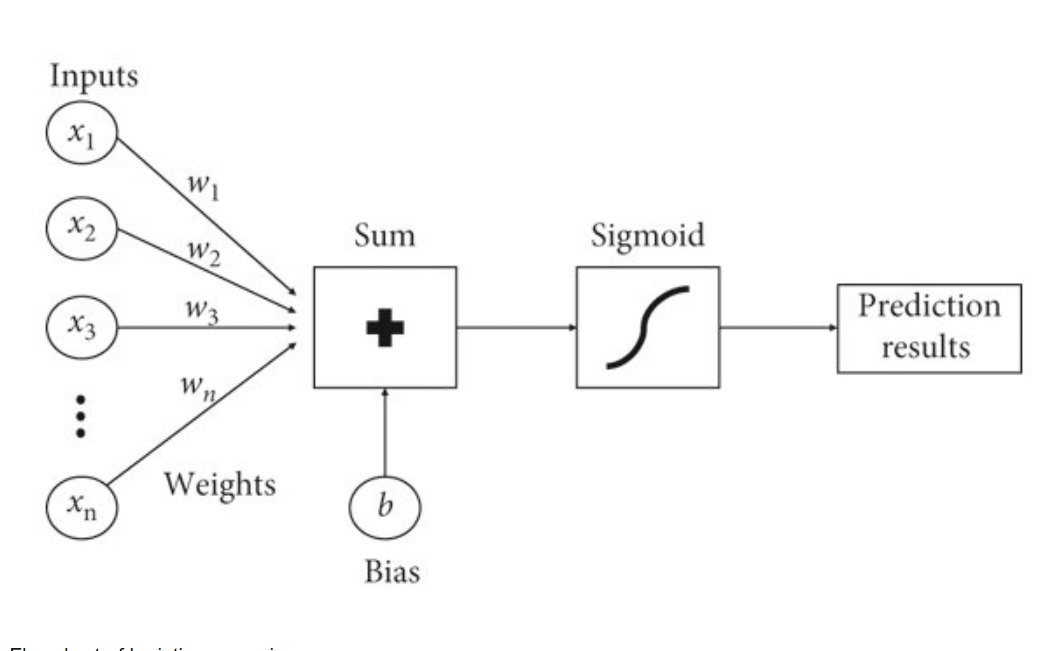 Inputs
x1
w1
x2
w2
Sum
Sigmoid
x3
w3
Prediction
results
wn
Weights
xn
b
Bias